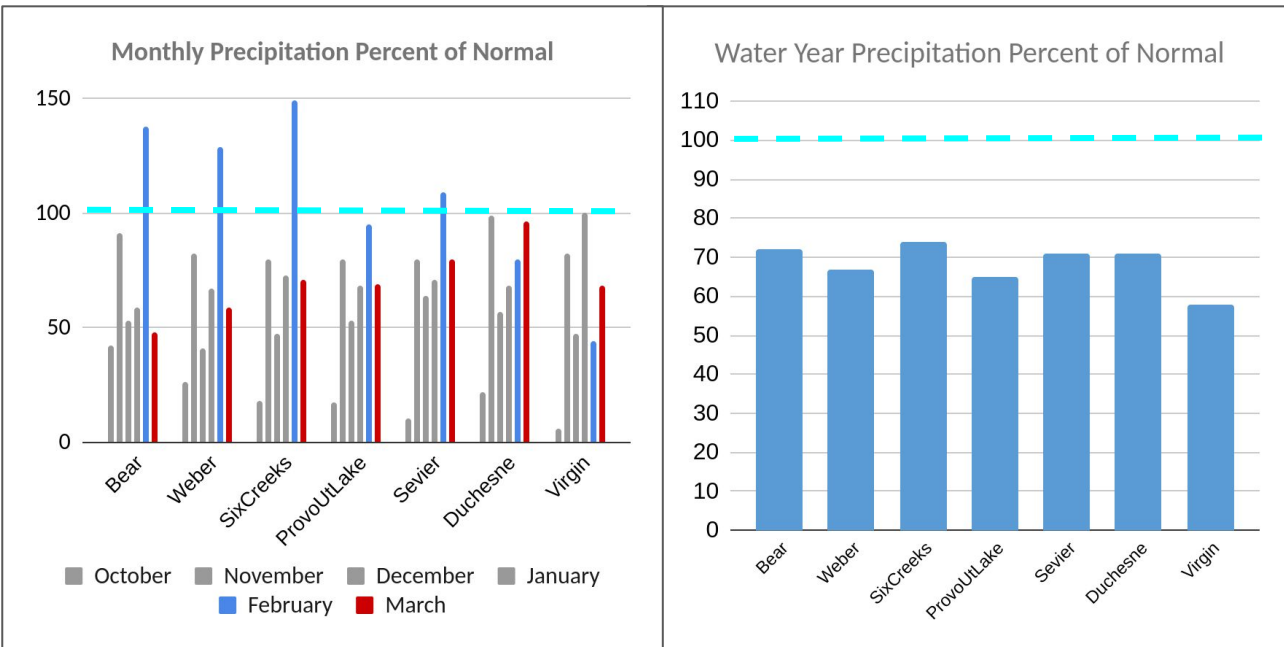 Monthly Precipitation Percent of Normal
150
100
50
0
Bear
Weber
SixCreeks
ProvoUtLake
Sevier
Duchesne
Virgin
October November December January
February March
Water Year Precipitation Percent of Normal
110
100
90
80
70
60
50
40
30
20
10
0
Bear
Weber
SixCreeks
ProvoUtLake
Sevier
Duchesne
Virgin